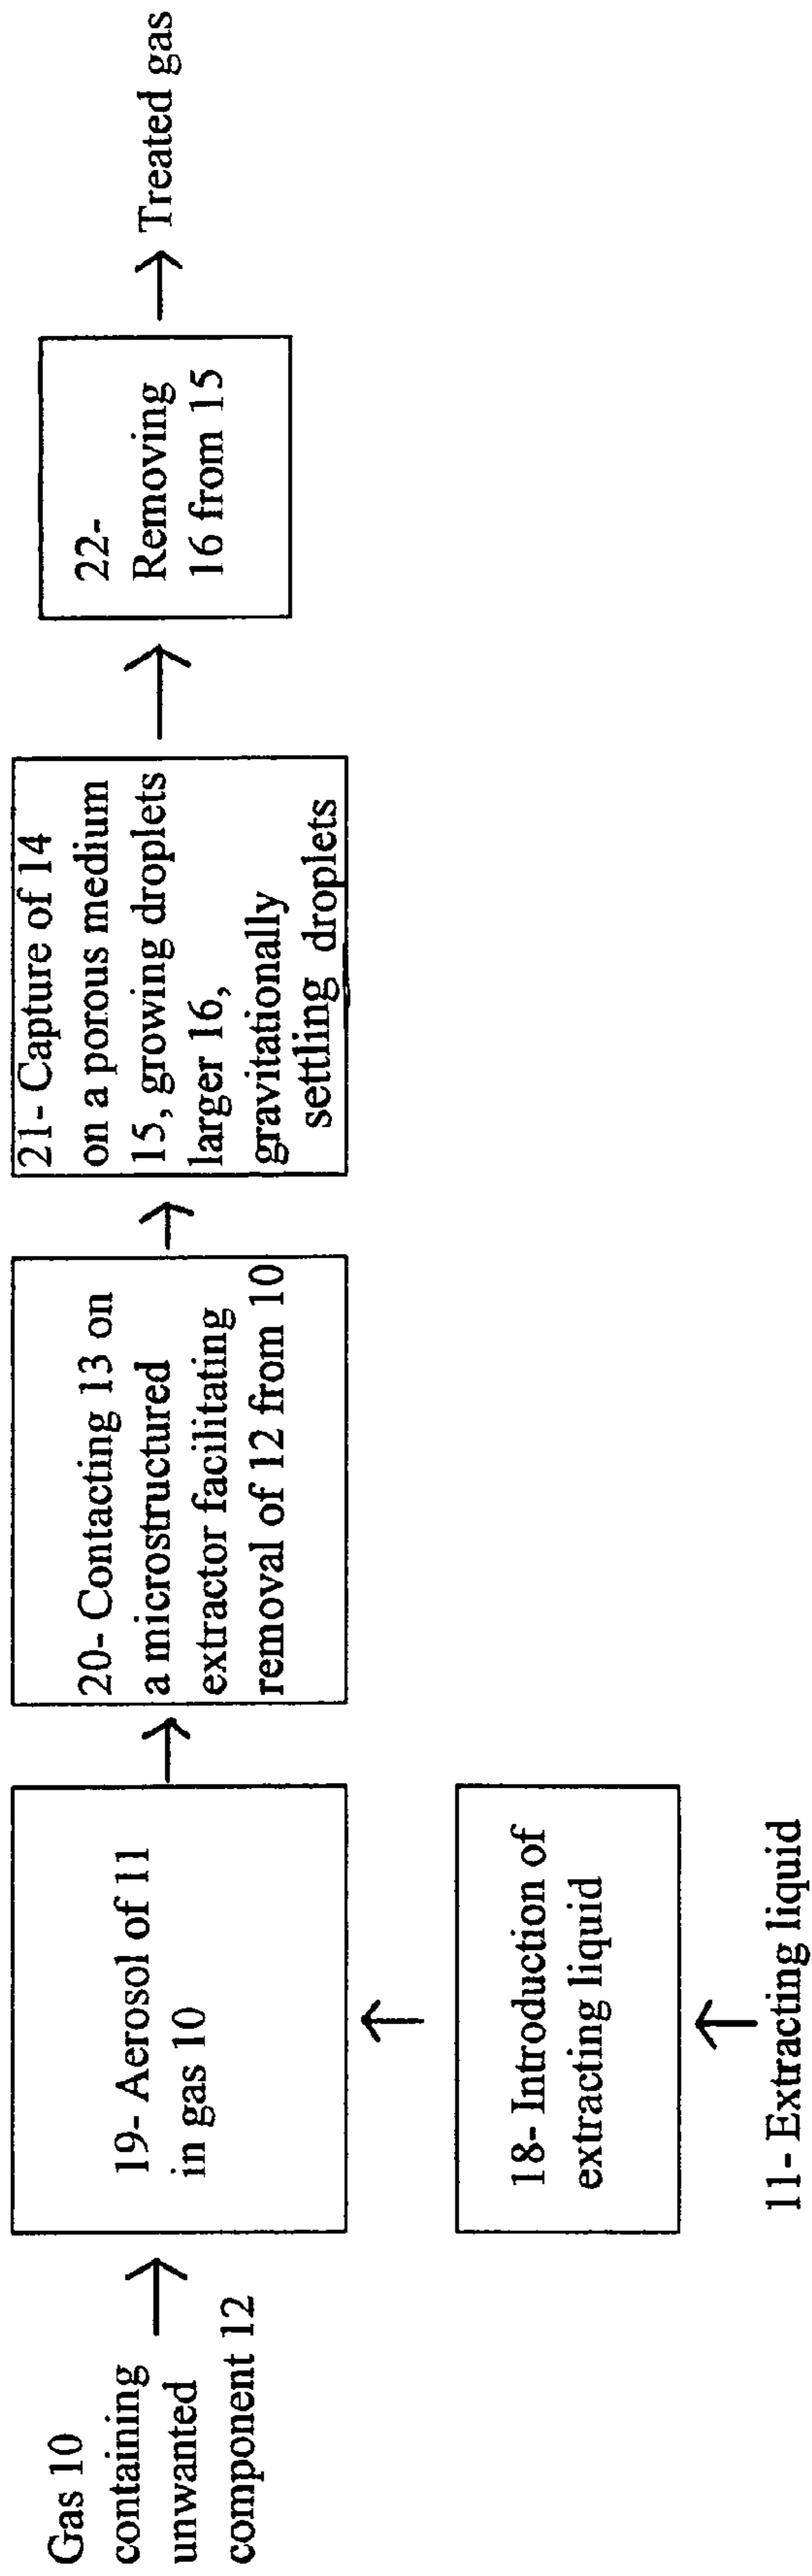 Gas 10
containing
unwanted
component 12
19- Aerosol of 11
in gas 10
18- Introduction of
extracting liquid
11- Extracting liquid
20- Contacting 13 on
a microstructured
extractor facilitating
removal of 12 from 10
21- Capture of 14
on a porous medium
15, growing droplets
larger 16,
gravitationally
settling droplets
22-
Removing
16 from 15
Treated gas